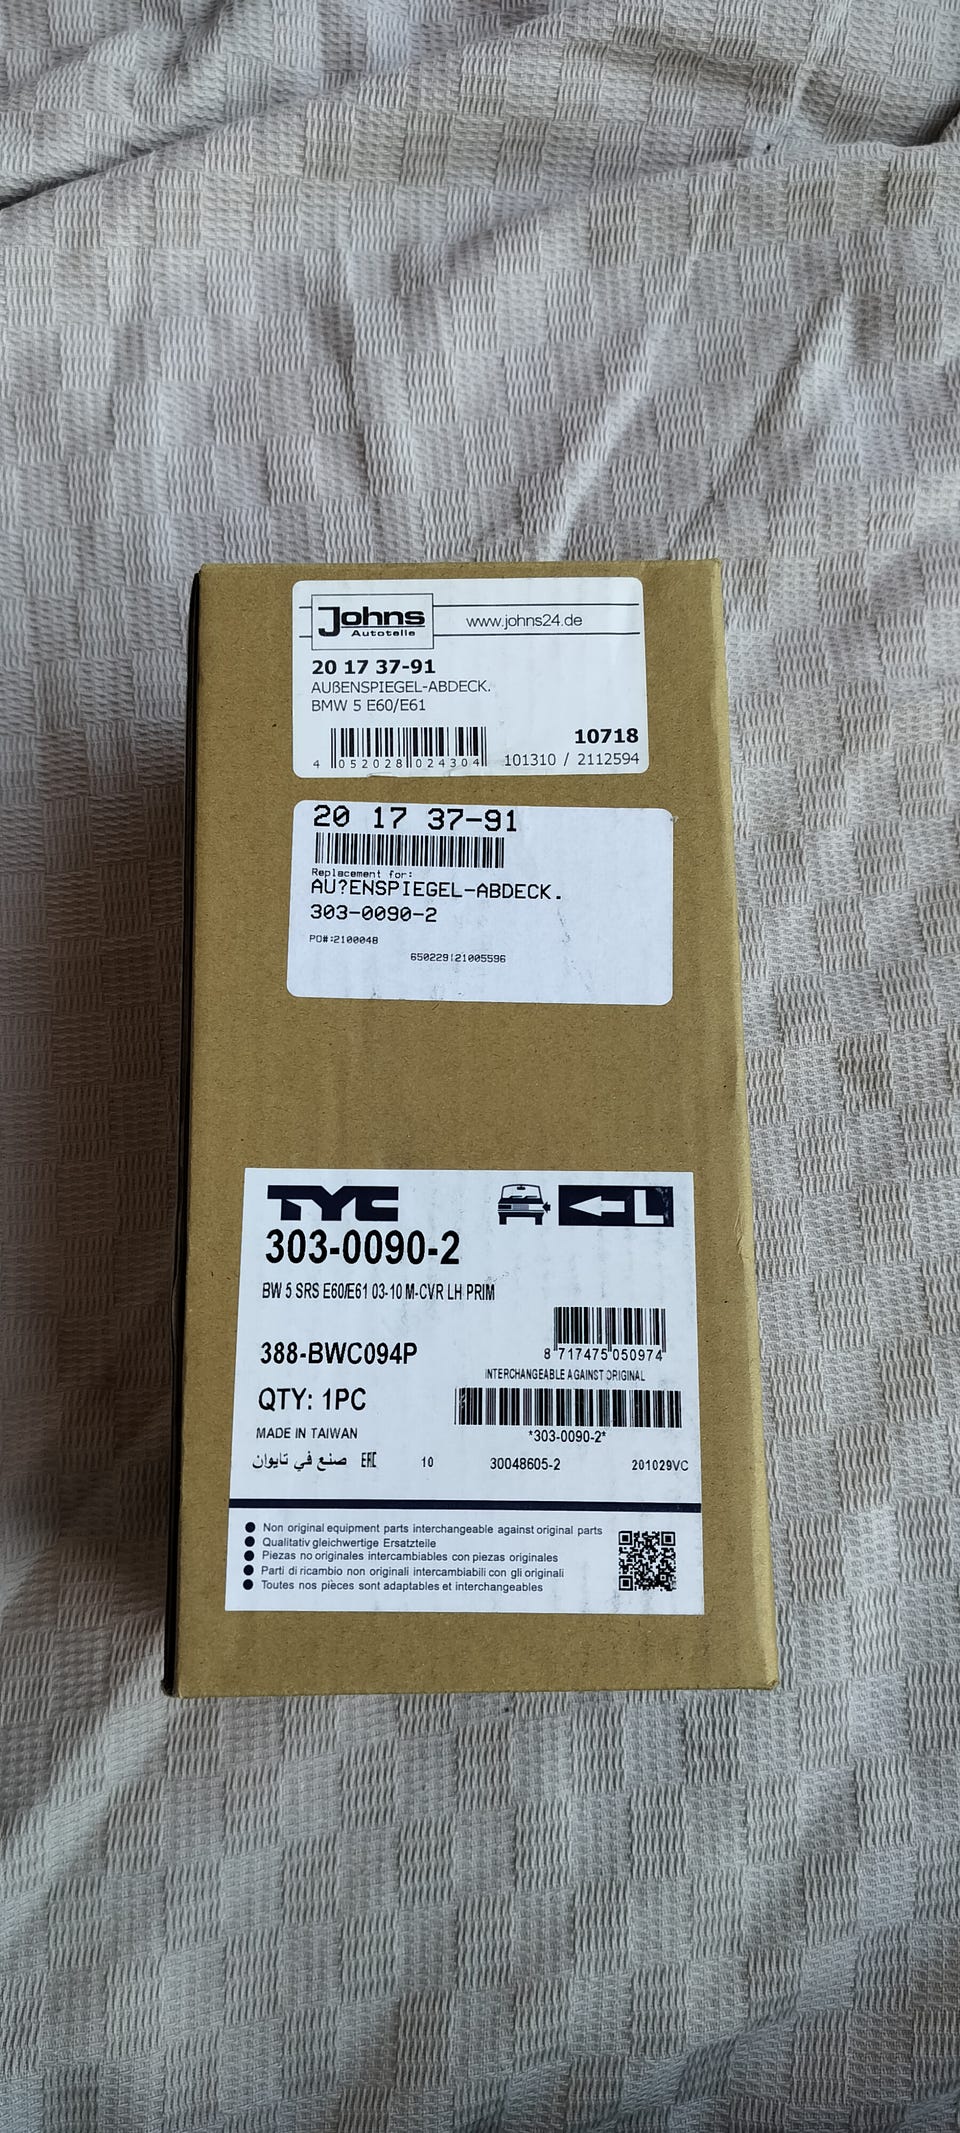 Johns
Autoteile
www.johns24.de
20 17 37-91
AUßENSPIEGEL-ABDECK.
BMW 5 E60/E61
10718
4 052028 024304
101310 / 2112594
20 17 37-91
Replacement for:
AU?ENSPIEGEL-ABDECK.
303-0090-2
PO#:2100048
650229|21005596
TYC
L
303-0090-2
BW 5 SRS E60/E61 03-10 M-CVR LH PRIM
388-BWC094P
8 717475 050974
INTERCHANGEABLE AGAINST ORIGINAL
QTY: 1PC
MADE IN TAIWAN
*303-0090-2*
صنع في تايوان EAC 10 30048605-2 201029VC
Non original equipment parts interchangeable against original parts
Qualitativ gleichwertige Ersatzteile
Piezas no originales intercambiables con piezas originales
Parti di ricambio non originali intercambiabili con gli originali
Toutes nos pièces sont adaptables et interchangeables